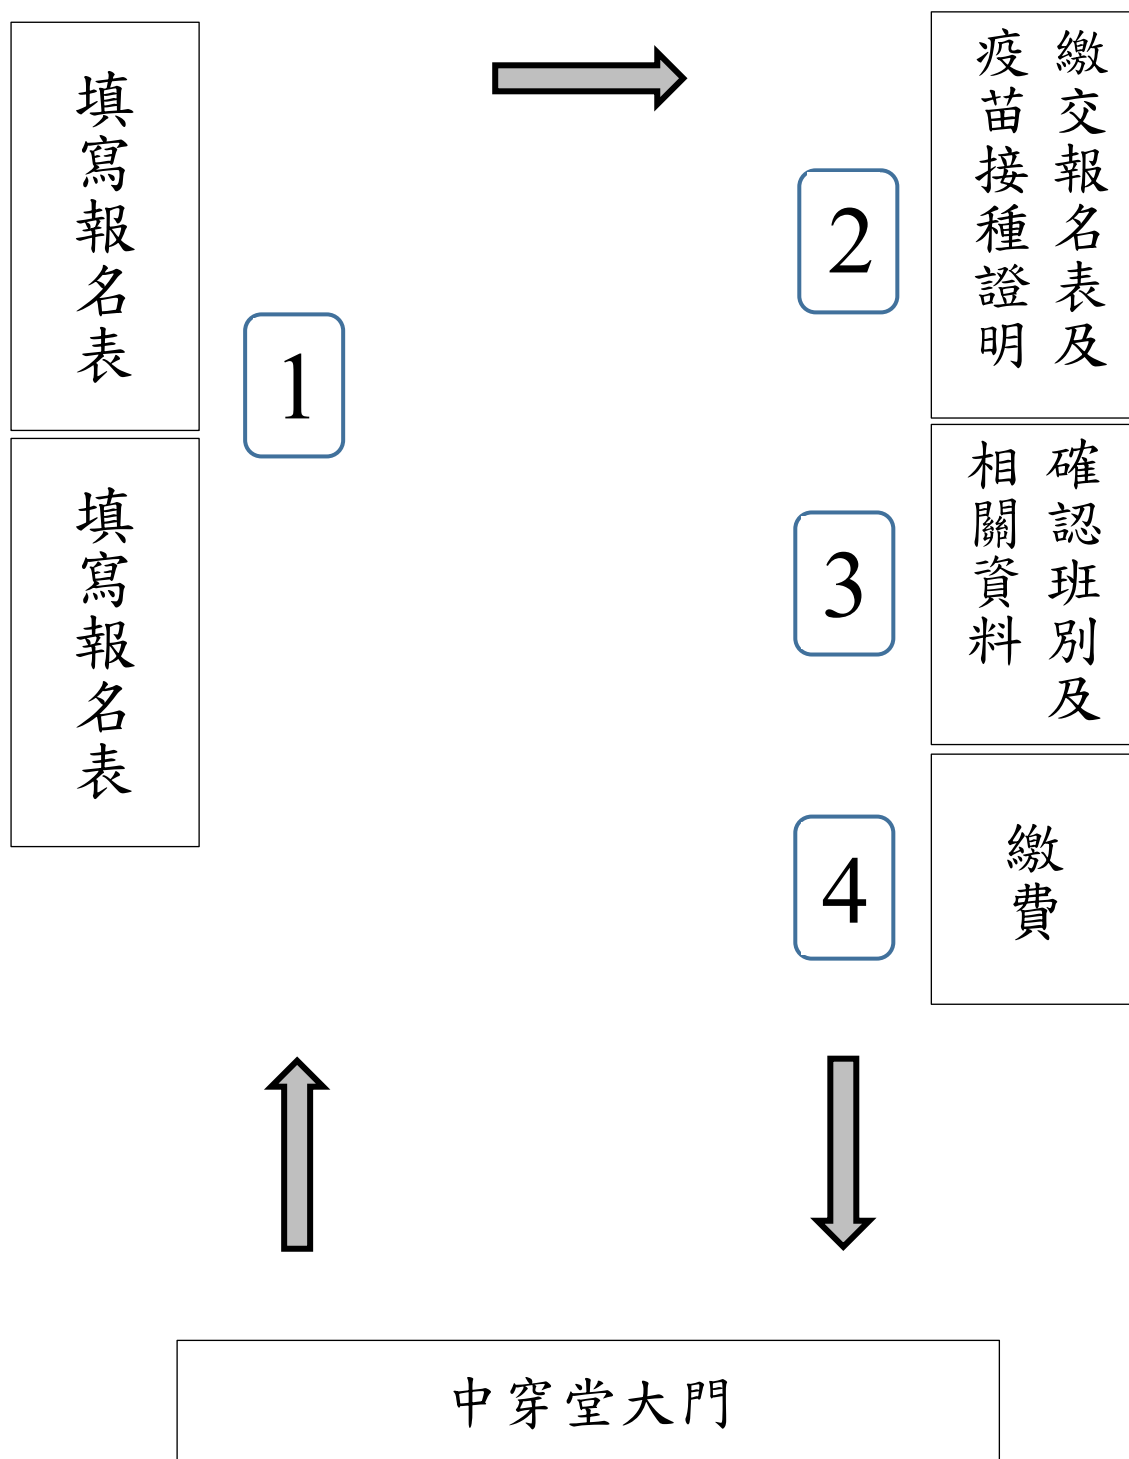 填寫報名表
1
填寫報名表
2
繳交報名表及
疫苗接種證明
3
確認班別及
相關資料
4
繳費
中穿堂大門